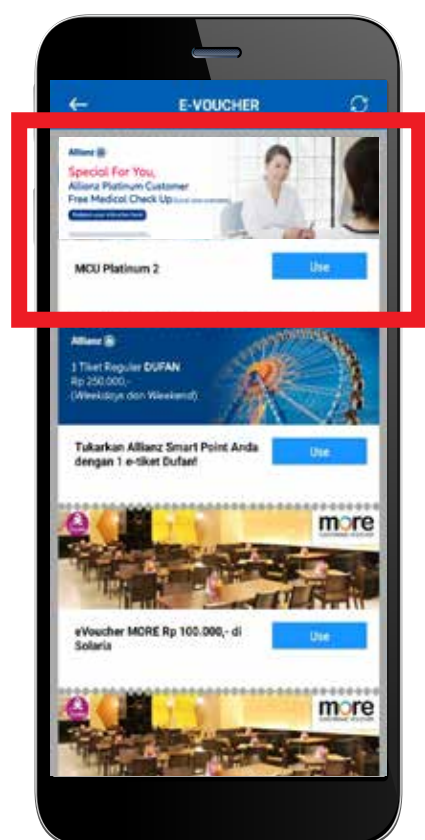 E-VOUCHER
Allianz
Special For You,
Allianz Platinum Customer
Free Medical Check Up
MCU Platinum 2
Use
Allianz
1 Tiket Reguler DUFAN
Rp 250.000,-
(Weekdays dan Weekend)
Tukarkan Allianz Smart Point Anda
dengan 1 e-tiket Dufan!
Use
more
eVoucher MORE Rp 100.000,- di
Solaria
Use
more